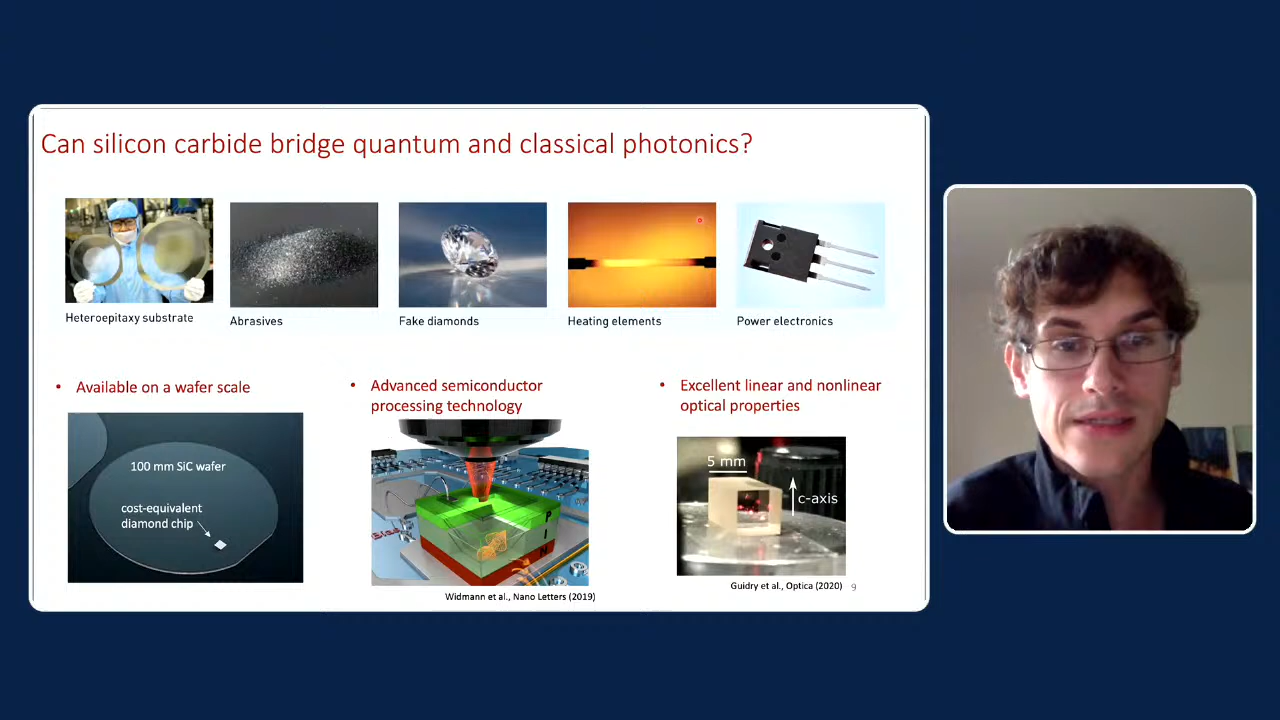 Can silicon carbide bridge quantum and classical photonics?
Heteroepitaxy substrate
Abrasives
Fake diamonds
Heating elements
Power electronics
• Available on a wafer scale
• Advanced semiconductor
processing technology
• Excellent linear and nonlinear
optical properties
100 mm SiC wafer
cost-equivalent
diamond chip
P
I
N
5 mm
c-axis
Widmann et al., Nano Letters (2019)
Guidry et al., Optica (2020)
9